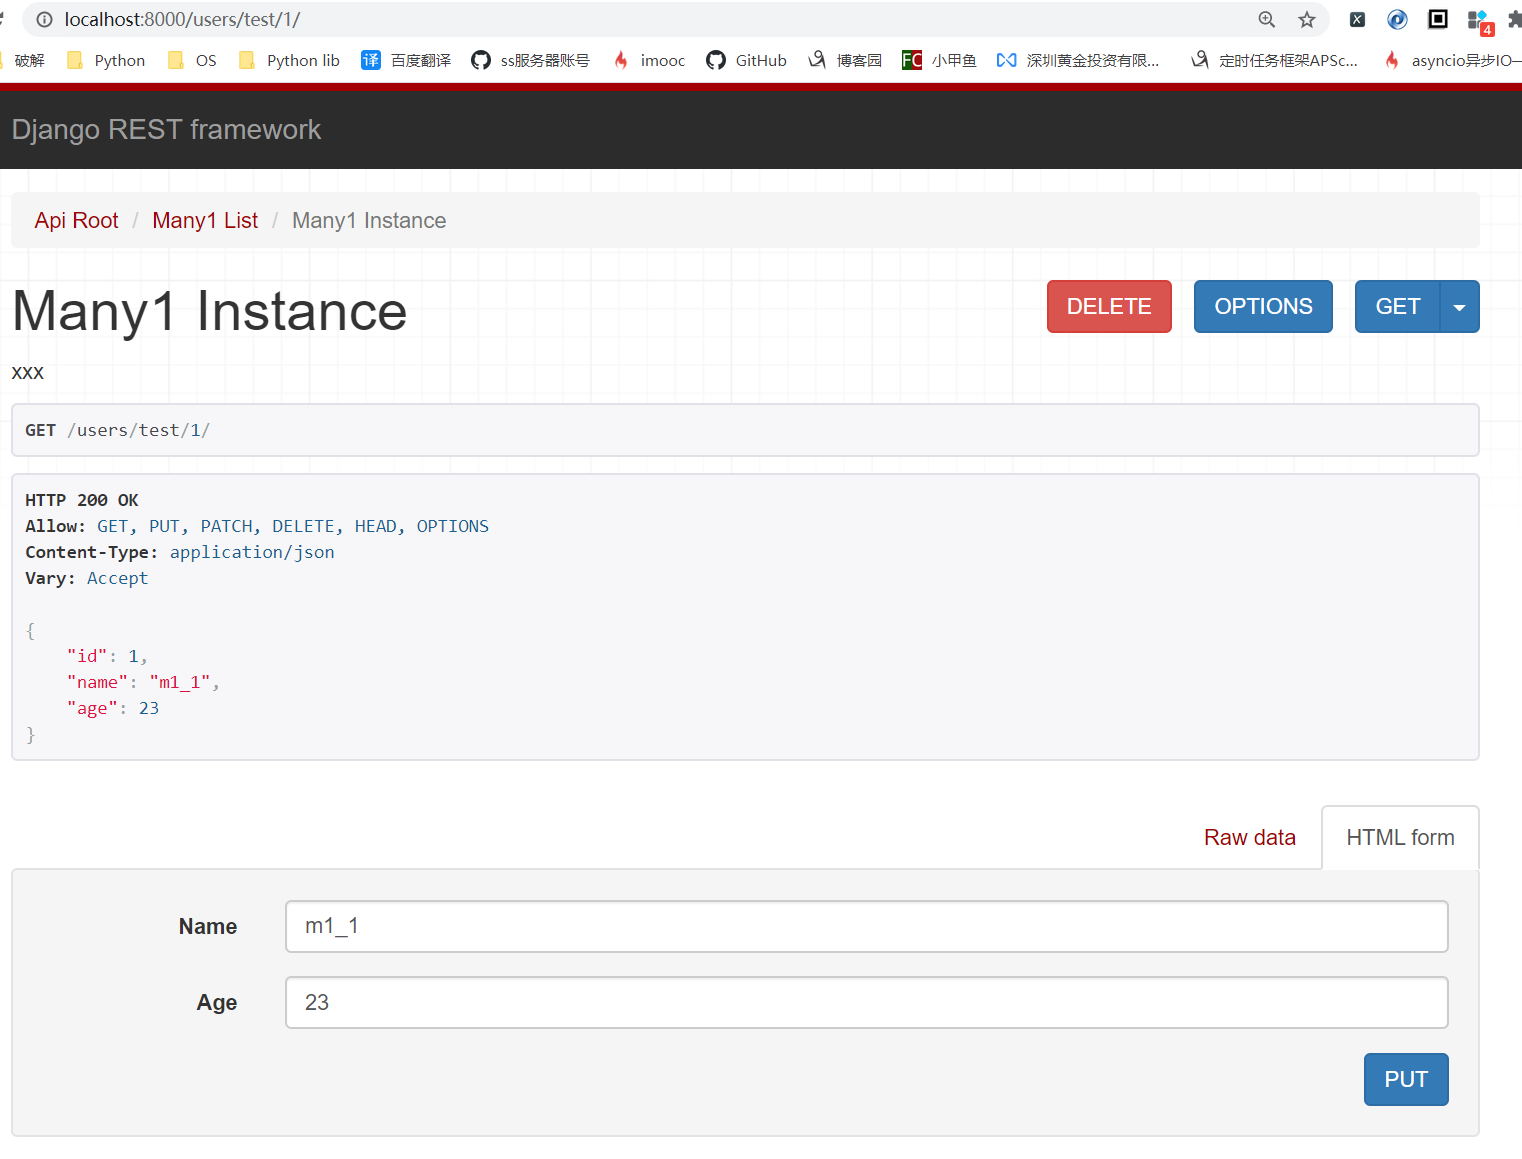 localhost:8000/users/test/1/
4
破解 Python OS Python lib 译 百度翻译 ss服务器账号 imooc GitHub 博客园 FC 小甲鱼 深圳黄金投资有限... 定时任务框架APSc... asyncio异步IO—
Django REST framework
Api Root / Many1 List / Many1 Instance
Many1 Instance DELETE OPTIONS GET
xxx
GET /users/test/1/
HTTP 200 OK
Allow: GET, PUT, PATCH, DELETE, HEAD, OPTIONS
Content-Type: application/json
Vary: Accept
{
"id": 1,
"name": "m1_1",
"age": 23
}
Raw data HTML form
Name m1_1
Age 23
PUT